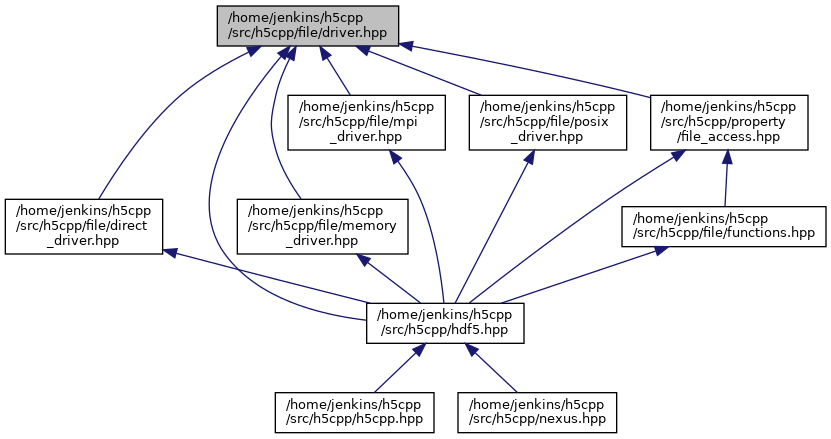 /home/jenkins/h5cpp
/src/h5cpp/file/driver.hpp
/home/jenkins/h5cpp
/src/h5cpp/file/mpi
_driver.hpp
/home/jenkins/h5cpp
/src/h5cpp/file/posix
_driver.hpp
/home/jenkins/h5cpp
/src/h5cpp/property
/file_access.hpp
/home/jenkins/h5cpp
/src/h5cpp/file/direct
_driver.hpp
/home/jenkins/h5cpp
/src/h5cpp/file/memory
_driver.hpp
/home/jenkins/h5cpp
/src/h5cpp/file/functions.hpp
/home/jenkins/h5cpp
/src/h5cpp/hdf5.hpp
/home/jenkins/h5cpp
/src/h5cpp/h5cpp.hpp
/home/jenkins/h5cpp
/src/h5cpp/nexus.hpp